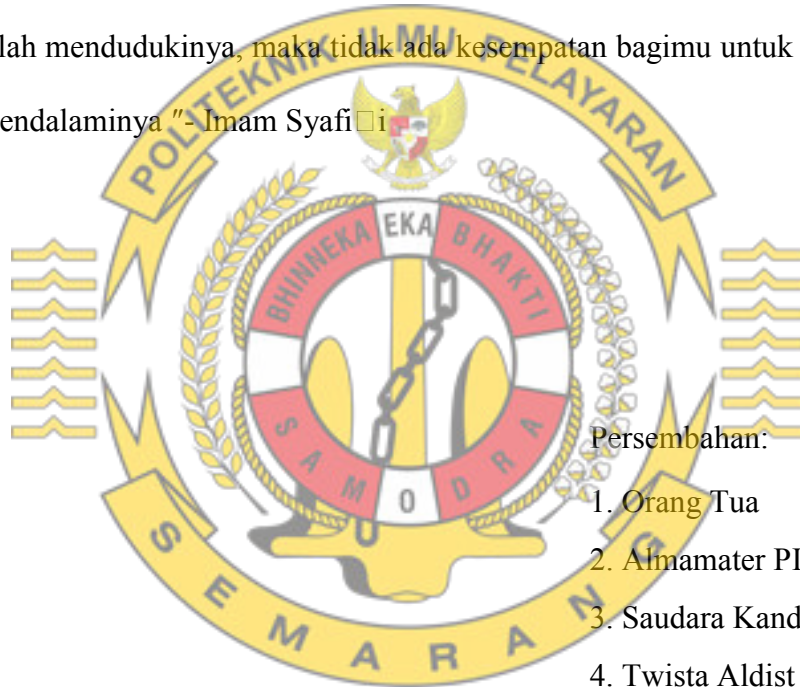 lah mendudukinya, maka tidak ada kesempatan bagimu untuk
endalaminya "- Imam Syafi□i
POLITEKNIK ILMU PELAYARAN
BHINNEKA EKA BHAKTI
SAMODRA
SEMARANG
Persembahan:
1. Orang Tua
2. Almamater PI
3. Saudara Kand
4. Twista Aldist